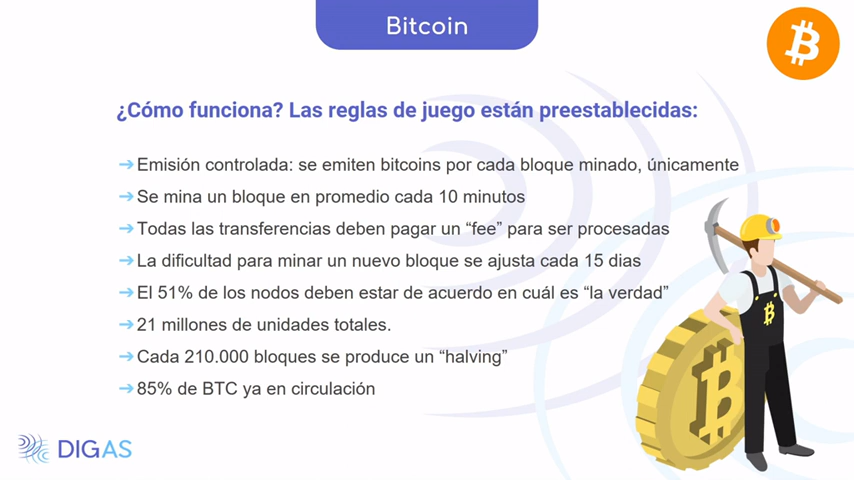 Bitcoin
¿Cómo funciona? Las reglas de juego están preestablecidas:
➔Emisión controlada: se emiten bitcoins por cada bloque minado, únicamente
➔Se mina un bloque en promedio cada 10 minutos
➔Todas las transferencias deben pagar un “fee” para ser procesadas
➔La dificultad para minar un nuevo bloque se ajusta cada 15 dias
➔El 51% de los nodos deben estar de acuerdo en cuál es “la verdad”
➔21 millones de unidades totales.
➔Cada 210.000 bloques se produce un “halving”
➔85% de BTC ya en circulación
DIGAS